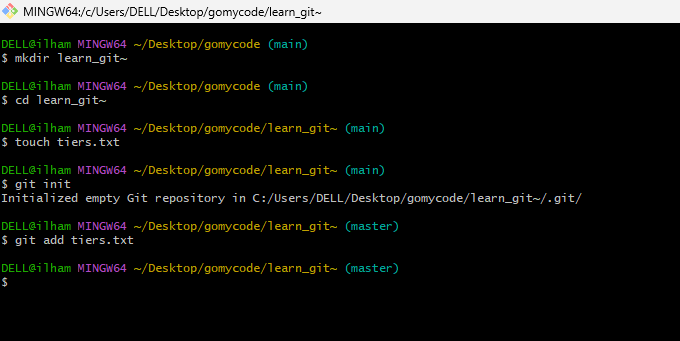 MINGW64:/c/Users/DELL/Desktop/gomycode/learn_git~
DELL@ilham MINGW64 ~/Desktop/gomycode (main)
$ mkdir learn_git~
DELL@ilham MINGW64 ~/Desktop/gomycode (main)
$ cd learn_git~
DELL@ilham MINGW64 ~/Desktop/gomycode/learn_git~ (main)
$ touch tiers.txt
DELL@ilham MINGW64 ~/Desktop/gomycode/learn_git~ (main)
$ git init
Initialized empty Git repository in C:/Users/DELL/Desktop/gomycode/learn_git~/.git/
DELL@ilham MINGW64 ~/Desktop/gomycode/learn_git~ (master)
$ git add tiers.txt
DELL@ilham MINGW64 ~/Desktop/gomycode/learn_git~ (master)
$